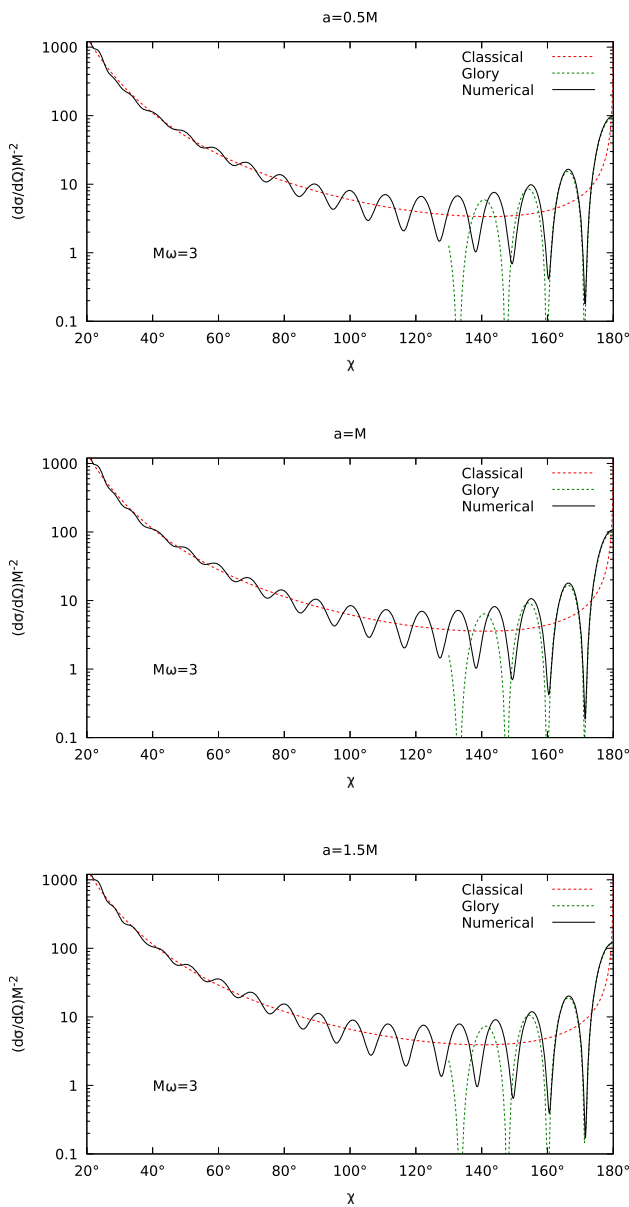 a=0.5M
1000
100
10
1
0.1
(dσ/dΩ)M⁻²
Classical
Glory
Numerical
Mω=3
20° 40° 60° 80° 100° 120° 140° 160° 180°
χ
a=M
1000
100
10
1
0.1
(dσ/dΩ)M⁻²
Classical
Glory
Numerical
Mω=3
20° 40° 60° 80° 100° 120° 140° 160° 180°
χ
a=1.5M
1000
100
10
1
0.1
(dσ/dΩ)M⁻²
Classical
Glory
Numerical
Mω=3
20° 40° 60° 80° 100° 120° 140° 160° 180°
χ